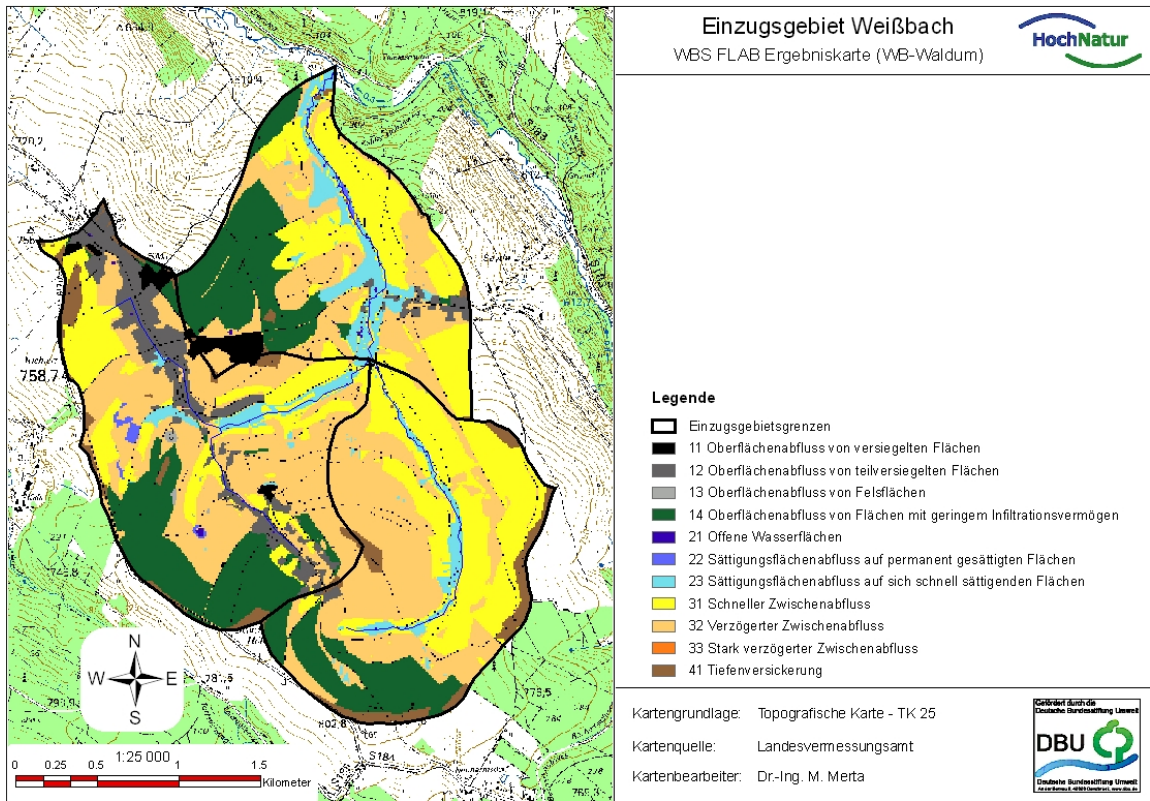 Einzugsgebiet Weißbach
WBS FLAB Ergebniskarte (WB-Waldum)
HochNatur
758,7
N
W E
S
1:25 000
0 0.25 0.5 1 1.5
Kilometer
Legende
Einzugsgebietsgrenzen
11 Oberflächenabfluss von versiegelten Flächen
12 Oberflächenabfluss von teilversiegelten Flächen
13 Oberflächenabfluss von Felsflächen
14 Oberflächenabfluss von Flächen mit geringem Infiltrationsvermögen
21 Offene Wasserflächen
22 Sättigungsflächenabfluss auf permanent gesättigten Flächen
23 Sättigungsflächenabfluss auf sich schnell sättigenden Flächen
31 Schneller Zwischenabfluss
32 Verzögerter Zwischenabfluss
33 Stark verzögerter Zwischenabfluss
41 Tiefenversickerung
Kartengrundlage: Topografische Karte - TK 25
Kartenquelle: Landesvermessungsamt
Kartenbearbeiter: Dr.-Ing. M. Merta
Gefördert durch die
Deutsche Bundesstiftung Umwelt
DBU
Deutsche Bundesstiftung Umwelt